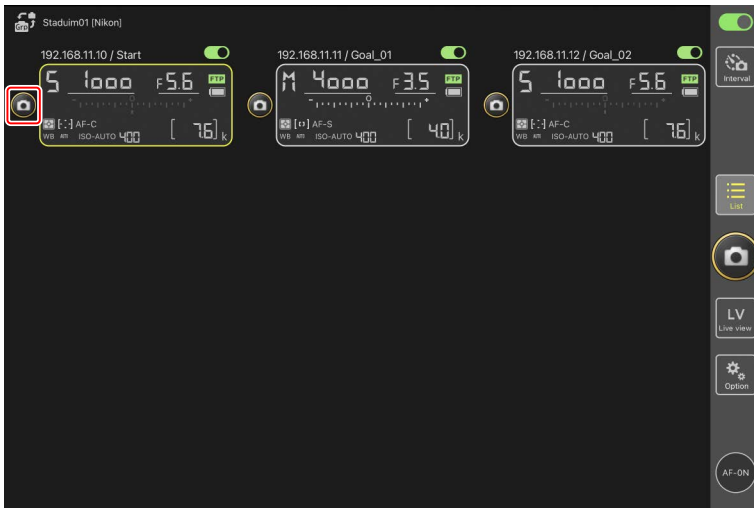 Grp Staduim01 [Nikon]
192.168.11.10 / Start
192.168.11.11 / Goal_01
192.168.11.12 / Goal_02
Interval
S 1000 F5.6 FTP
AF-C
WB ISO-AUTO 400 [ 7.6] k
M 4000 F3.5 FTP
AF-S
WB ISO-AUTO 400 [ 4.0] k
S 1000 F5.6 FTP
AF-C
WB ISO-AUTO 400 [ 7.6] k
List
LV
Live view
Option
AF-ON